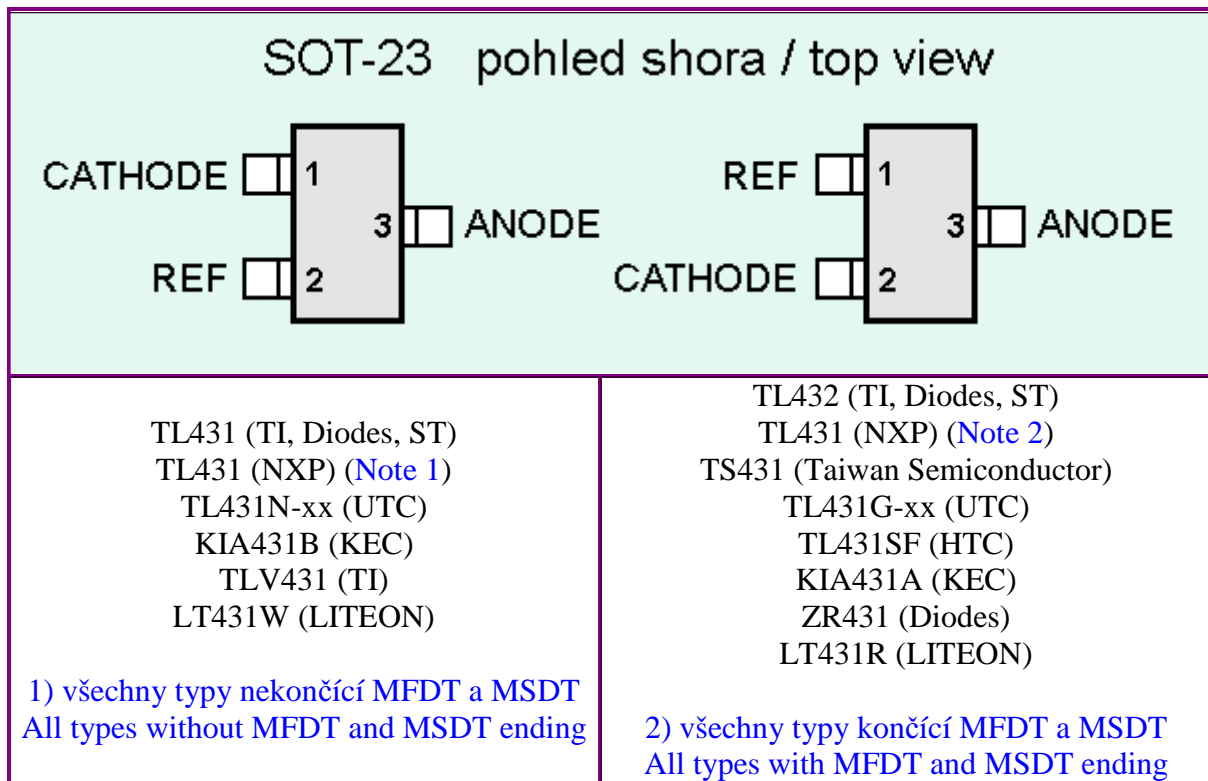 SOT-23 pohled shora / top view
CATHODE 1
3 ANODE
REF 2
REF 1
3 ANODE
CATHODE 2
TL431 (TI, Diodes, ST)
TL431 (NXP) (Note 1)
TL431N-xx (UTC)
KIA431B (KEC)
TLV431 (TI)
LT431W (LITEON)
1) všechny typy nekončící MFDT a MSDT
All types without MFDT and MSDT ending
TL432 (TI, Diodes, ST)
TL431 (NXP) (Note 2)
TS431 (Taiwan Semiconductor)
TL431G-xx (UTC)
TL431SF (HTC)
KIA431A (KEC)
ZR431 (Diodes)
LT431R (LITEON)
2) všechny typy končící MFDT a MSDT
All types with MFDT and MSDT ending